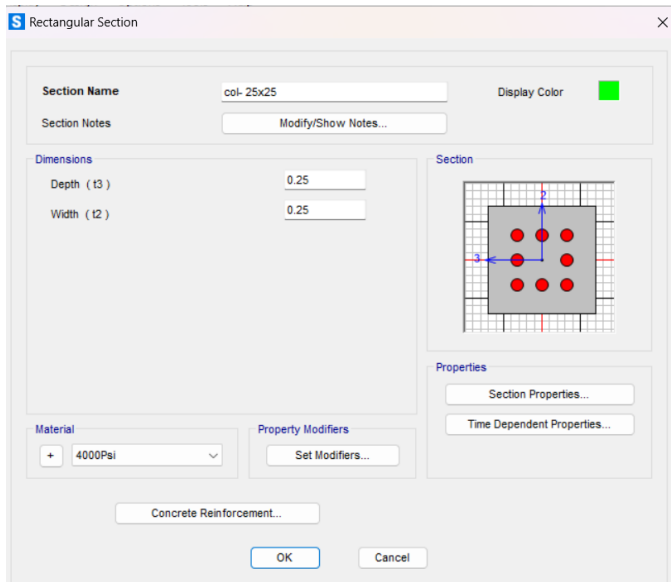 S Rectangular Section
Section Name col- 25x25 Display Color
Section Notes Modify/Show Notes...
Dimensions
Depth ( t3 ) 0.25
Width ( t2 ) 0.25
Section
2
3
Properties
Section Properties...
Time Dependent Properties...
Material
+ 4000Psi
Property Modifiers
Set Modifiers...
Concrete Reinforcement...
OK Cancel